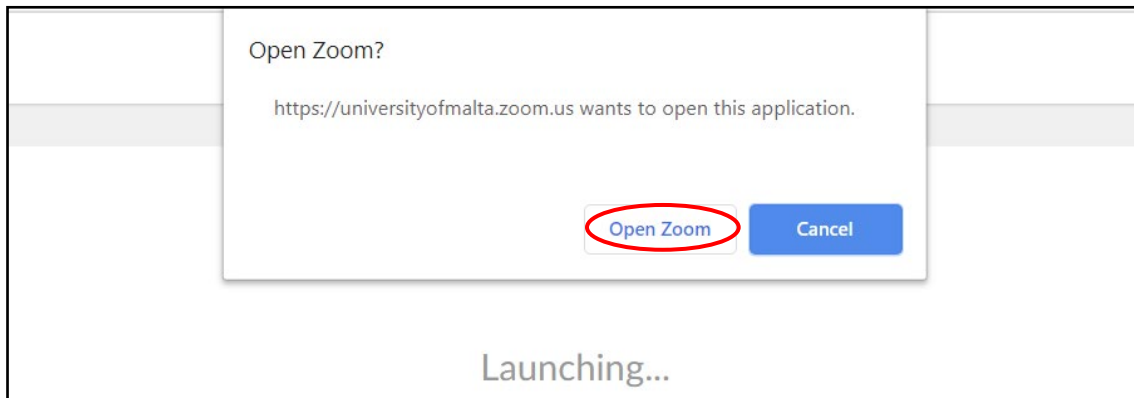 Open Zoom?
https://universityofmalta.zoom.us wants to open this application.
Open Zoom
Cancel
Launching...